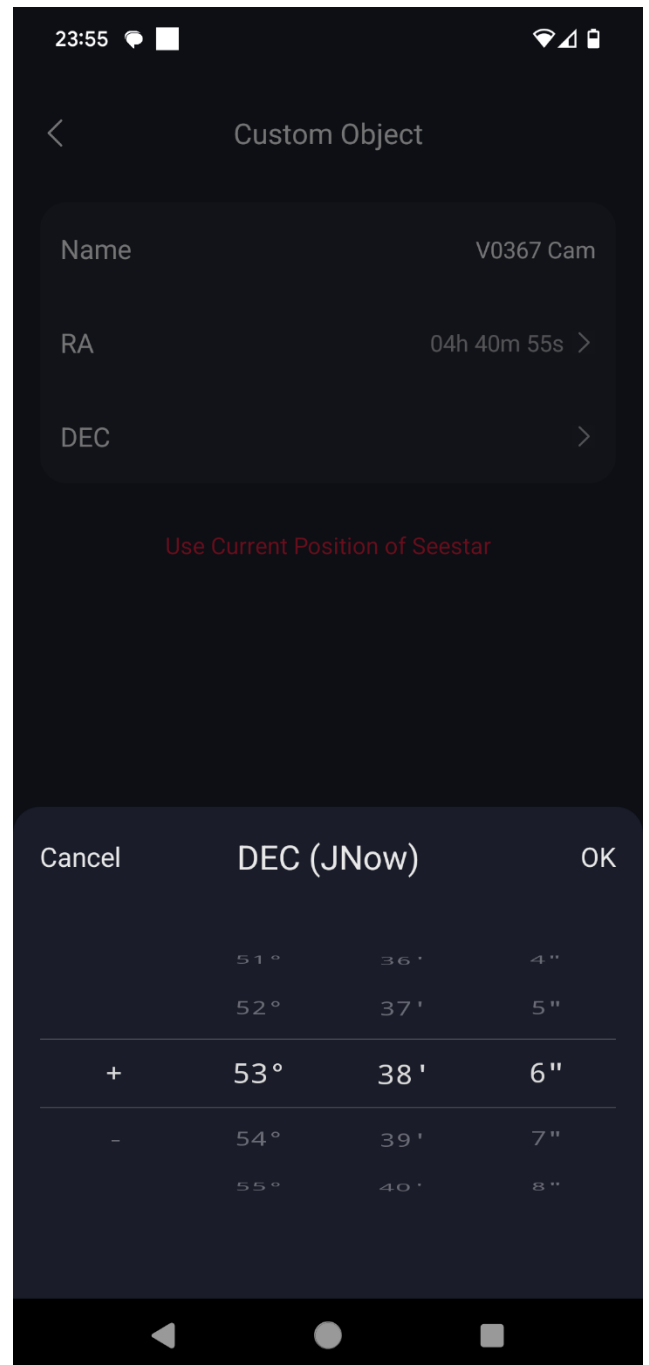 23:55
Custom Object
Name V0367 Cam
RA 04h 40m 55s
DEC
Use Current Position of Seestar
Cancel DEC (JNow) OK
51° 36' 4"
52° 37' 5"
+ 53° 38' 6"
- 54° 39' 7"
55° 40' 8"